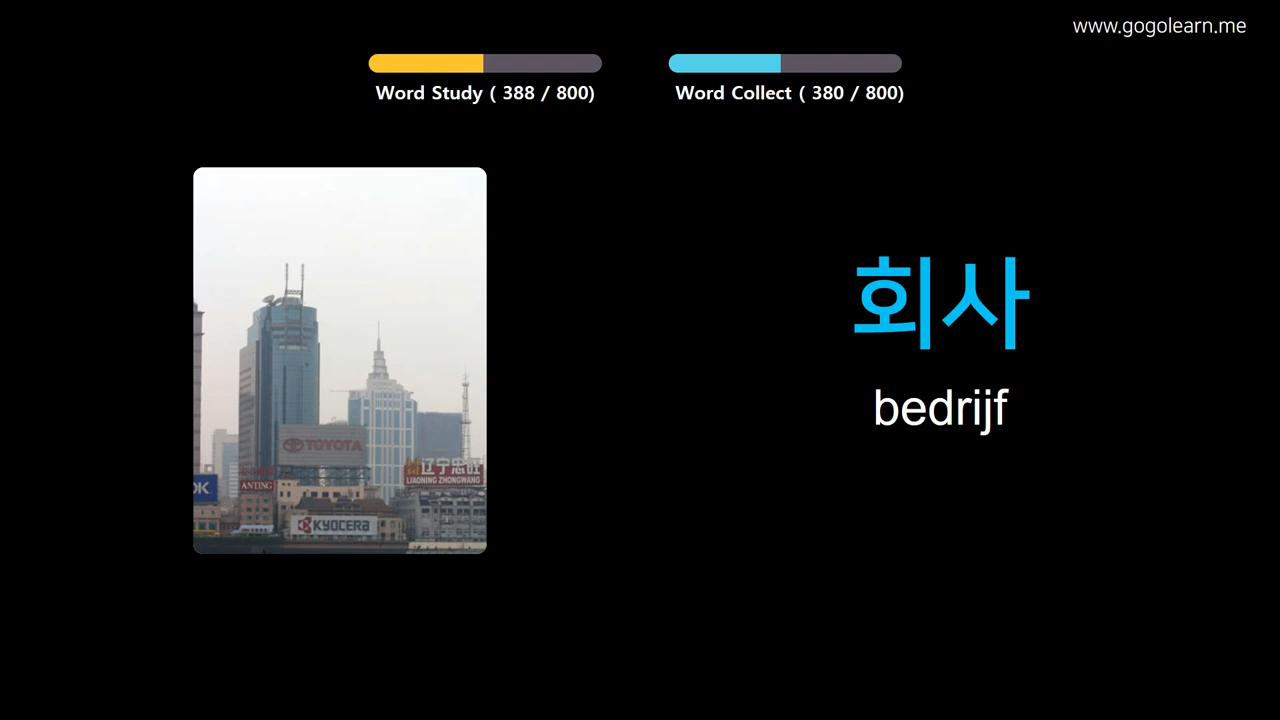 www.gogolearn.me
Word Study ( 388 / 800)
Word Collect ( 380 / 800)
회사
bedrijf
TOYOTA
辽宁忠旺
LIAONING ZHONGWANG
OK
ANTING
KYOCERA